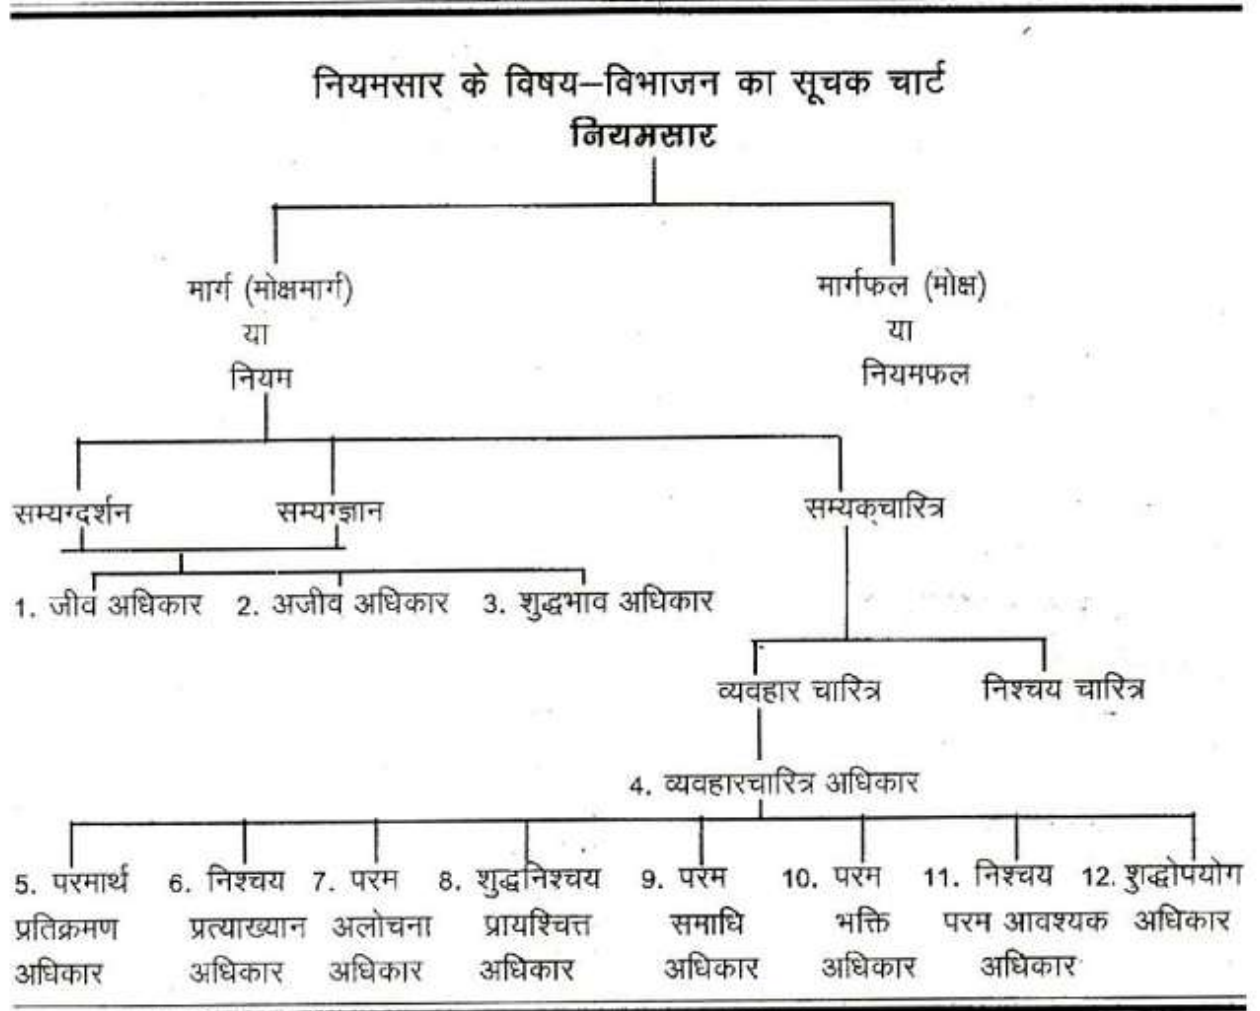 नियमसार के विषय–विभाजन का सूचक चार्ट
नियमसार
मार्ग (मोक्षमार्ग) मार्गफल (मोक्ष)
या या
नियम नियमफल
सम्यग्दर्शन सम्यग्ज्ञान सम्यक्चारित्र
1. जीव अधिकार 2. अजीव अधिकार 3. शुद्धभाव अधिकार
व्यवहार चारित्र निश्चय चारित्र
4. व्यवहारचारित्र अधिकार
5. परमार्थ 6. निश्चय 7. परम 8. शुद्धनिश्चय 9. परम 10. परम 11. निश्चय 12. शुद्धोपयोग
प्रतिक्रमण प्रत्याख्यान अलोचना प्रायश्चित्त समाधि भक्ति परम आवश्यक अधिकार
अधिकार अधिकार अधिकार अधिकार अधिकार अधिकार अधिकार